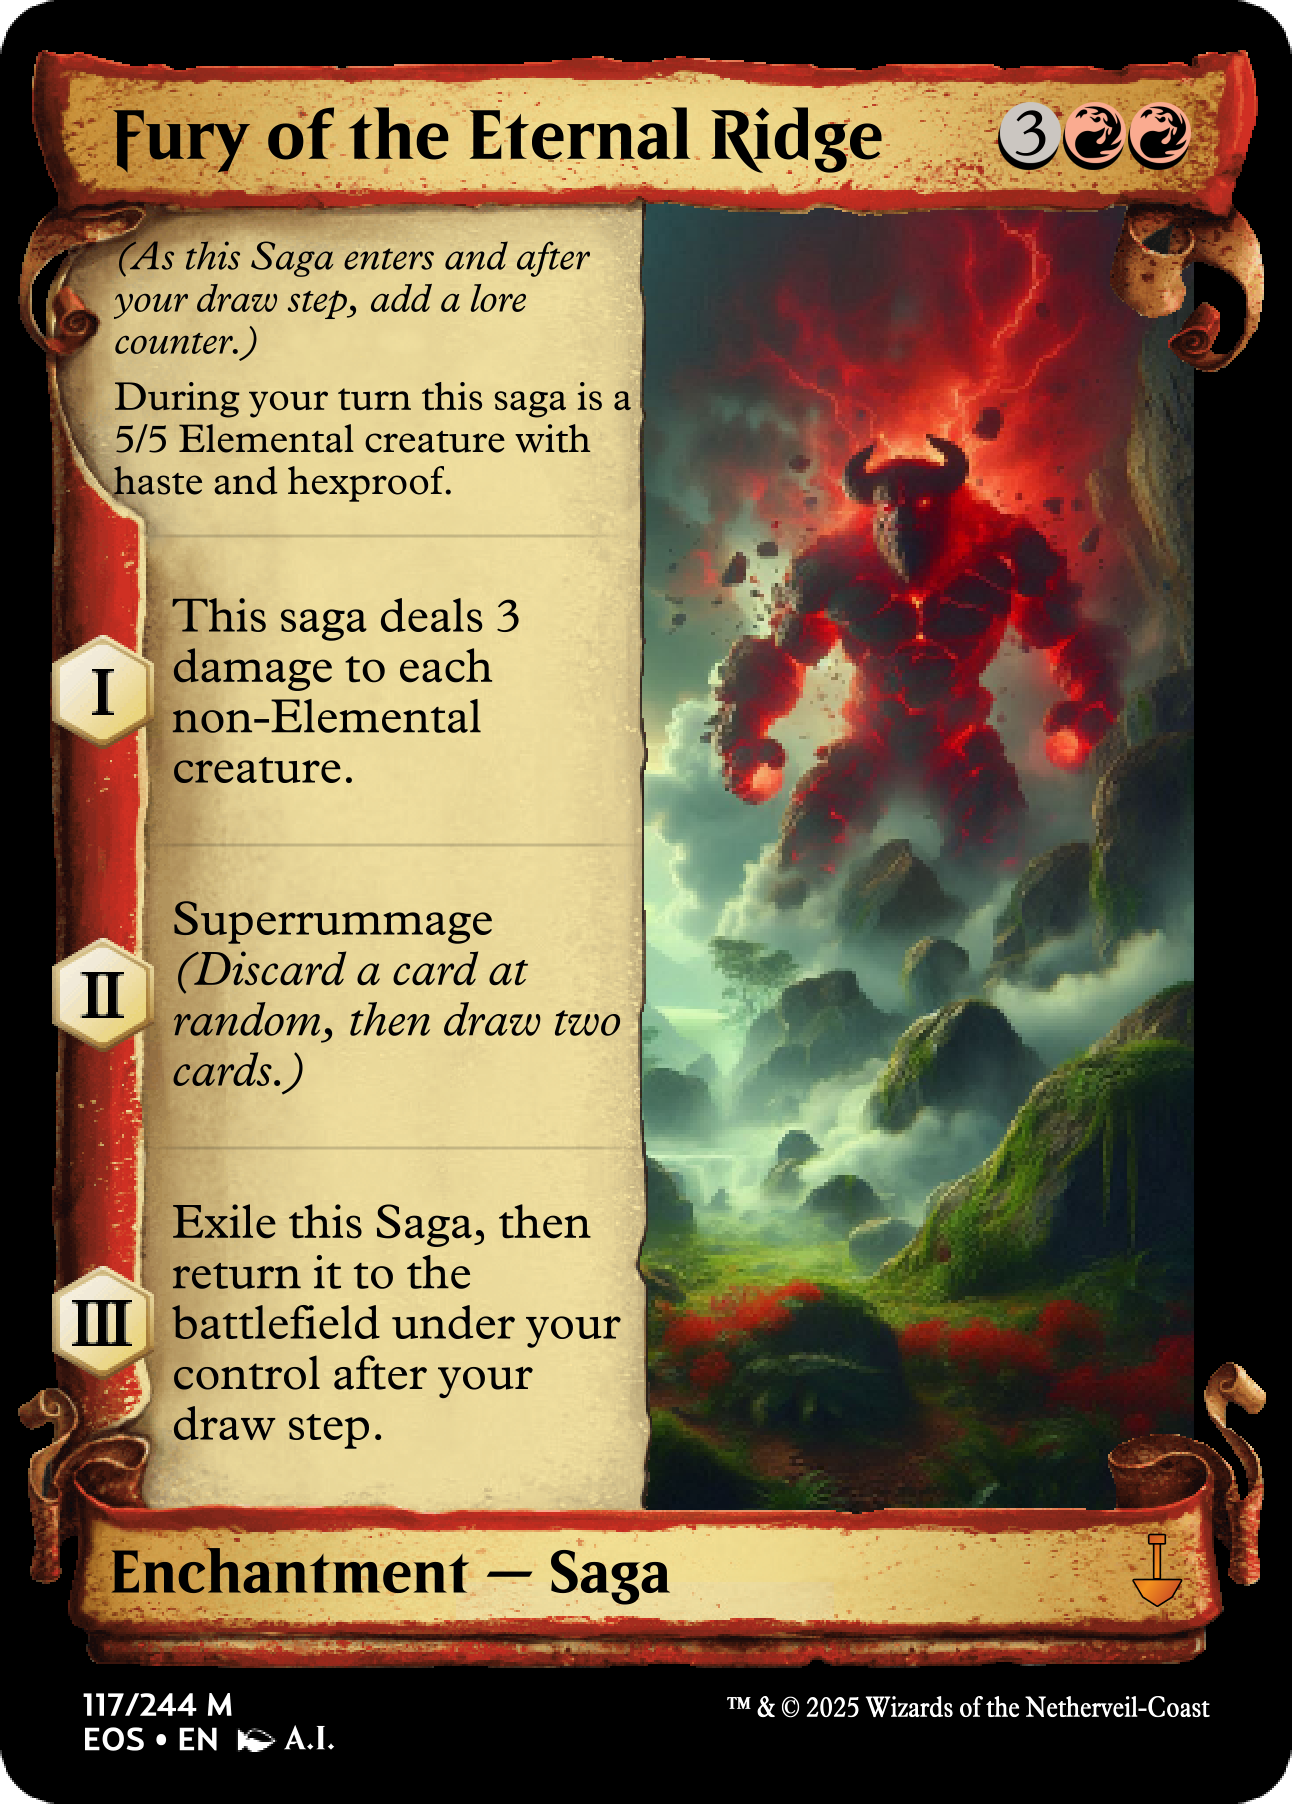 Fury of the Eternal Ridge 3
(As this Saga enters and after
your draw step, add a lore
counter.)
During your turn this saga is a
5/5 Elemental creature with
haste and hexproof.
I
This saga deals 3
damage to each
non-Elemental
creature.
II
Superrummage
(Discard a card at
random, then draw two
cards.)
III
Exile this Saga, then
return it to the
battlefield under your
control after your
draw step.
Enchantment — Saga
117/244 M
EOS • EN A.I.
™ & © 2025 Wizards of the Netherveil-Coast